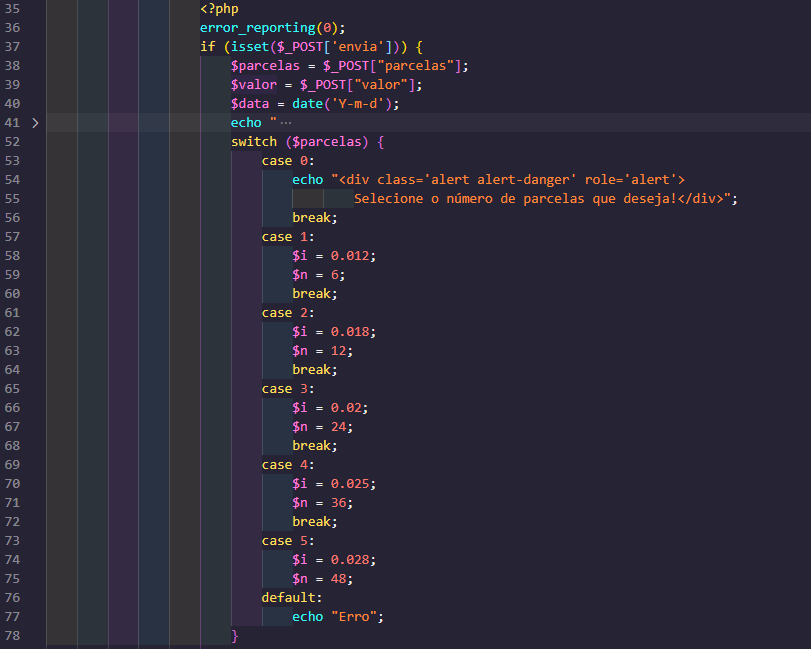 35 <?php
36 error_reporting(0);
37 if (isset($_POST['envia'])) {
38 $parcelas = $_POST["parcelas"];
39 $valor = $_POST["valor"];
40 $data = date('Y-m-d');
41 > echo " ⋯
52 switch ($parcelas) {
53 case 0:
54 echo "<div class='alert alert-danger' role='alert'>
55 Selecione o número de parcelas que deseja!</div>";
56 break;
57 case 1:
58 $i = 0.012;
59 $n = 6;
60 break;
61 case 2:
62 $i = 0.018;
63 $n = 12;
64 break;
65 case 3:
66 $i = 0.02;
67 $n = 24;
68 break;
69 case 4:
70 $i = 0.025;
71 $n = 36;
72 break;
73 case 5:
74 $i = 0.028;
75 $n = 48;
76 default:
77 echo "Erro";
78 }